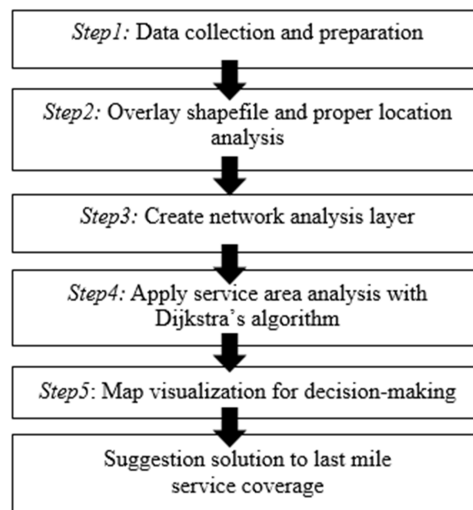 Step1: Data collection and preparation
Step2: Overlay shapefile and proper location
analysis
Step3: Create network analysis layer
Step4: Apply service area analysis with
Dijkstra's algorithm
Step5: Map visualization for decision-making
Suggestion solution to last mile
service coverage